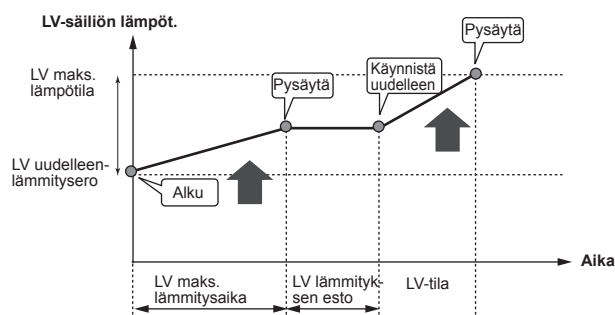 LV-säiliön lämpöt.
Pysäytä
LV maks.
lämpötila
Pysäytä
Käynnistä
uudelleen
LV uudelleen-
lämmitysero
Alku
Aika
LV maks.
lämmitysaika
LV lämmityk-
sen esto
LV-tila